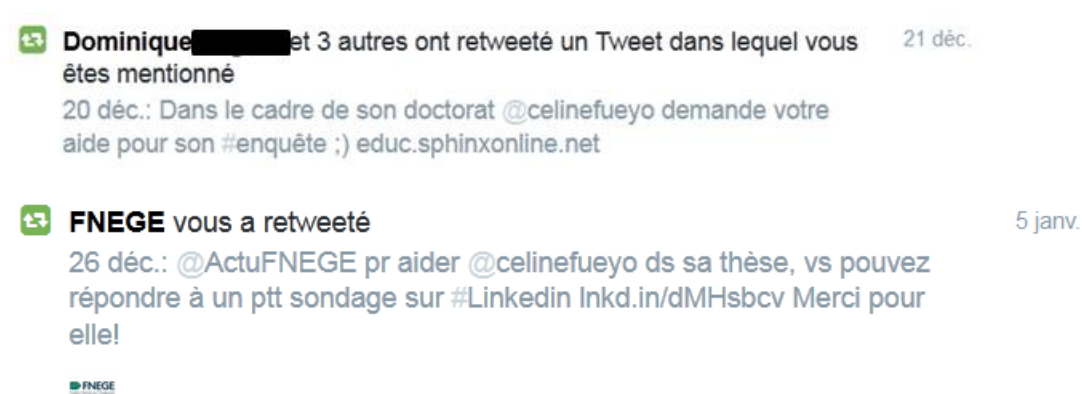 Dominique et 3 autres ont retweeté un Tweet dans lequel vous 21 déc.
êtes mentionné
20 déc.: Dans le cadre de son doctorat @celinefueyo demande votre
aide pour son #enquête ;) educ.sphinxonline.net
FNEGE vous a retweeté 5 janv.
26 déc.: @ActuFNEGE pr aider @celinefueyo ds sa thèse, vs pouvez
répondre à un ptt sondage sur #Linkedin lnkd.in/dMHsbcv Merci pour
elle!
FNEGE